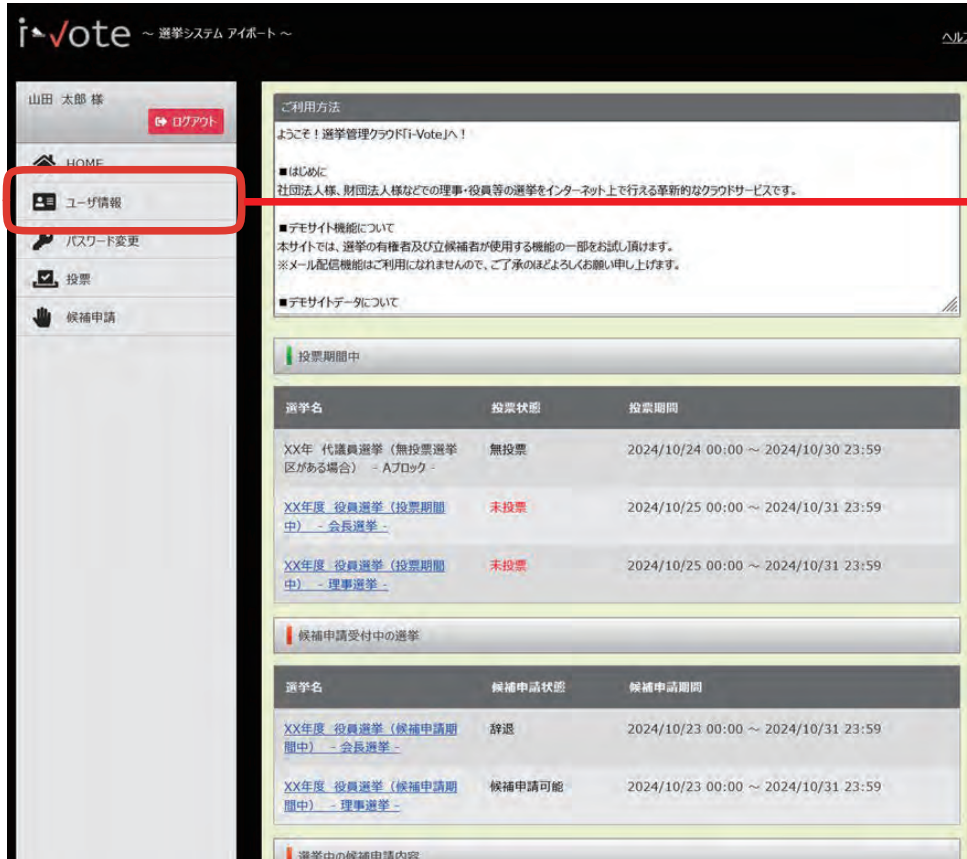 i-√ote ～ 選挙システム アイボート ～
ヘル
山田 太郎 様
ログアウト
HOME
ユーザ情報
パスワード変更
投票
候補申請
ご利用方法
ようこそ！選挙管理クラウド「i-Vote」へ！
■はじめに
社団法人様、財団法人様などでの理事・役員等の選挙をインターネット上で行える革新的なクラウドサービスです。
■デモサイト機能について
本サイトでは、選挙の有権者及び立候補者が使用する機能の一部をお試し頂けます。
※メール配信機能はご利用になれませんので、ご了承のほどよろしくお願い申し上げます。
■デモサイトデータについて
投票期間中
選挙名 投票状態 投票期間
XX年 代議員選挙（無投票選挙 無投票 2024/10/24 00:00 ～ 2024/10/30 23:59
区がある場合） - Aブロック -
XX年度 役員選挙（投票期間 未投票 2024/10/25 00:00 ～ 2024/10/31 23:59
中） - 会長選挙 -
XX年度 役員選挙（投票期間 未投票 2024/10/25 00:00 ～ 2024/10/31 23:59
中） - 理事選挙 -
候補申請受付中の選挙
選挙名 候補申請状態 候補申請期間
XX年度 役員選挙（候補申請期 辞退 2024/10/23 00:00 ～ 2024/10/31 23:59
間中） - 会長選挙 -
XX年度 役員選挙（候補申請期 候補申請可能 2024/10/23 00:00 ～ 2024/10/31 23:59
間中） - 理事選挙 -
選挙中の候補申請内容